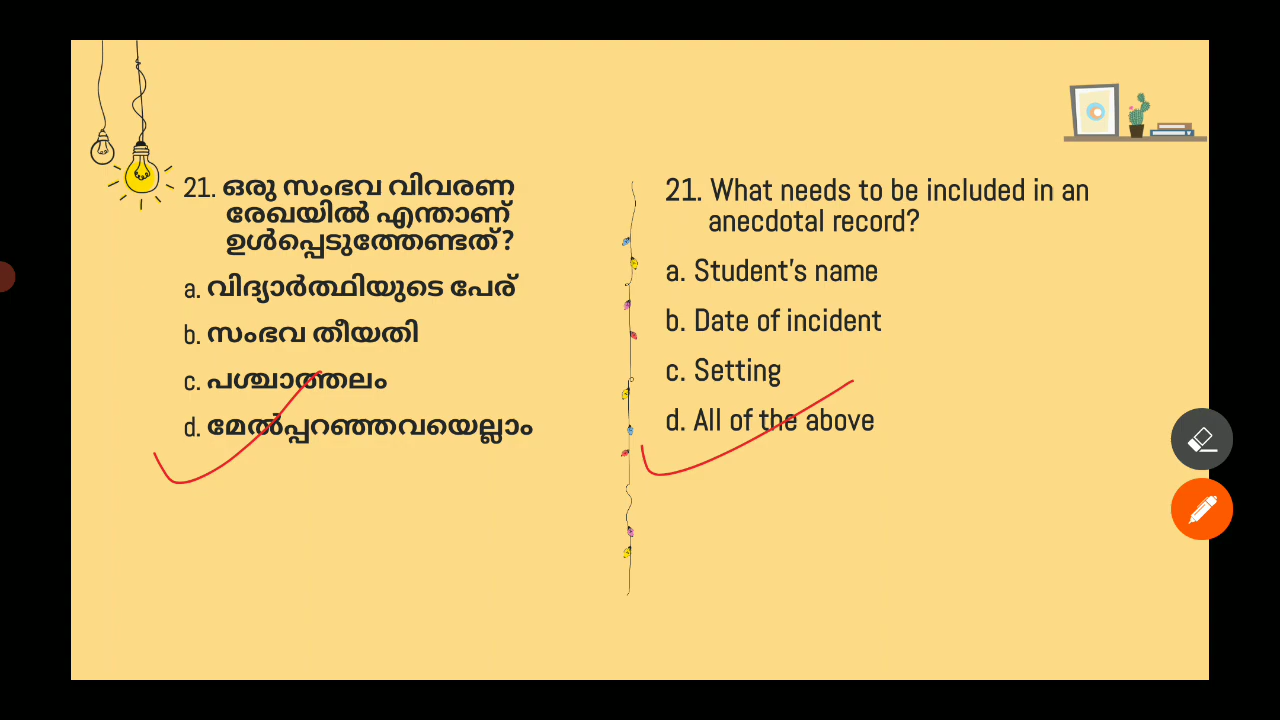 21. ഒരു സംഭവ വിവരണ
രേഖയിൽ എന്താണ്
ഉൾപ്പെടുത്തേണ്ടത്?
a. വിദ്യാർത്ഥിയുടെ പേര്
b. സംഭവ തീയതി
c. പശ്ചാത്തലം
d. മേൽപ്പറഞ്ഞവയെല്ലാം
21. What needs to be included in an
anecdotal record?
a. Student's name
b. Date of incident
c. Setting
d. All of the above